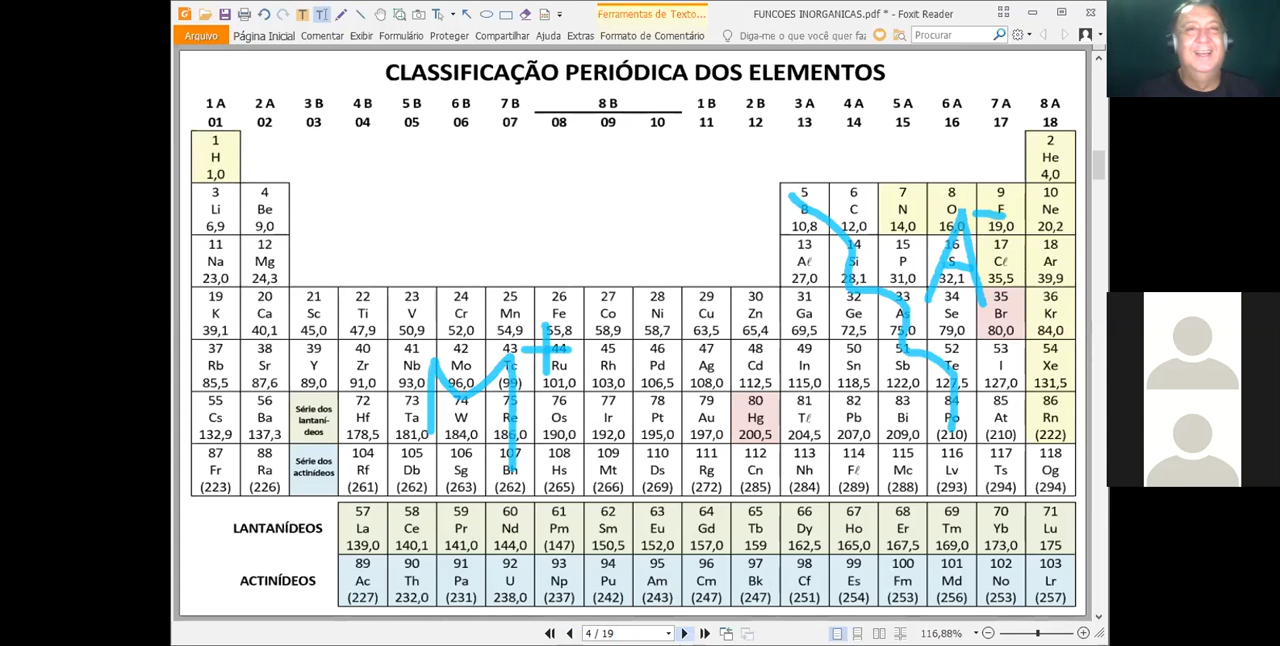 Ferramentas de Texto... FUNCOES INORGANICAS.pdf * - Foxit Reader
Arquivo Página Inicial Comentar Exibir Formulário Proteger Compartilhar Ajuda Extras Formato de Comentário Diga-me o que você quer faz Procurar
CLASSIFICAÇÃO PERIÓDICA DOS ELEMENTOS
1 A 2 A 3 B 4 B 5 B 6 B 7 B 8 B 1 B 2 B 3 A 4 A 5 A 6 A 7 A 8 A
01 02 03 04 05 06 07 08 09 10 11 12 13 14 15 16 17 18
1 2
H He
1,0 4,0
3 4 5 6 7 8 9 10
Li Be B C N O F Ne
6,9 9,0 10,8 12,0 14,0 16,0 19,0 20,2
11 12 13 14 15 16 17 18
Na Mg Aℓ Si P S Cℓ Ar
23,0 24,3 27,0 28,1 31,0 32,1 35,5 39,9
19 20 21 22 23 24 25 26 27 28 29 30 31 32 33 34 35 36
K Ca Sc Ti V Cr Mn Fe Co Ni Cu Zn Ga Ge As Se Br Kr
39,1 40,1 45,0 47,9 50,9 52,0 54,9 55,8 58,9 58,7 63,5 65,4 69,5 72,5 75,0 79,0 80,0 84,0
37 38 39 40 41 42 43 44 45 46 47 48 49 50 51 52 53 54
Rb Sr Y Zr Nb Mo Tc Ru Rh Pd Ag Cd In Sn Sb Te I Xe
85,5 87,6 89,0 91,0 93,0 96,0 (99) 101,0 103,0 106,5 108,0 112,5 115,0 118,5 122,0 127,5 127,0 131,5
55 56 Série dos lantaní- deos 72 73 74 75 76 77 78 79 80 81 82 83 84 85 86
Cs Ba Hf Ta W Re Os Ir Pt Au Hg Tℓ Pb Bi Po At Rn
132,9 137,3 178,5 181,0 184,0 186,0 190,0 192,0 195,0 197,0 200,5 204,5 207,0 209,0 (210) (210) (222)
87 88 Série dos actinídeos 104 105 106 107 108 109 110 111 112 113 114 115 116 117 118
Fr Ra Rf Db Sg Bh Hs Mt Ds Rg Cn Nh Fℓ Mc Lv Ts Og
(223) (226) (261) (262) (263) (262) (265) (266) (269) (272) (285) (284) (289) (288) (293) (294) (294)
M+ A-
57 58 59 60 61 62 63 64 65 66 67 68 69 70 71
LANTANÍDEOS La Ce Pr Nd Pm Sm Eu Gd Tb Dy Ho Er Tm Yb Lu
139,0 140,1 141,0 144,0 (147) 150,5 152,0 157,0 159 162,5 165,0 167,5 169,0 173,0 175
89 90 91 92 93 94 95 96 97 98 99 100 101 102 103
ACTINÍDEOS Ac Th Pa U Np Pu Am Cm Bk Cf Es Fm Md No Lr
(227) 232,0 (231) 238,0 (237) (242) (243) (247) (247) (251) (254) (253) (256) (253) (257)
4 / 19 116,88%